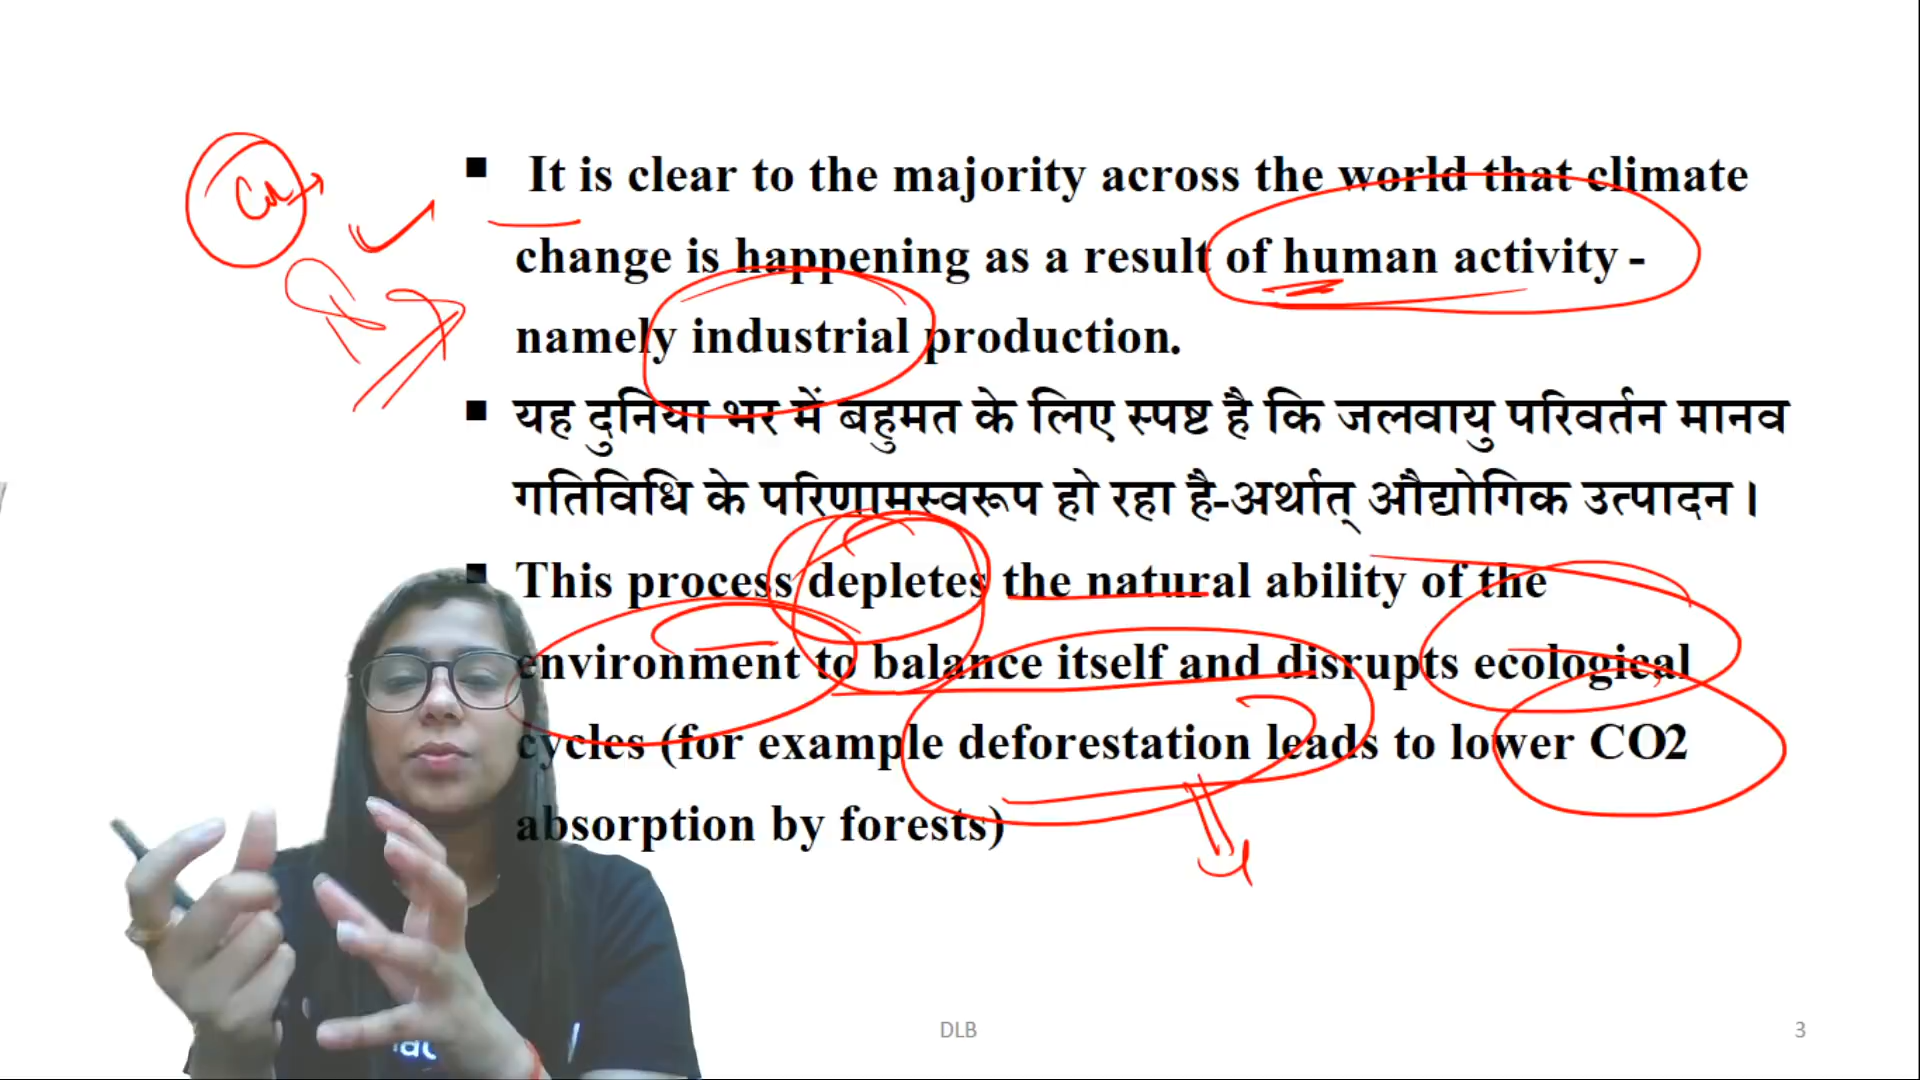 It is clear to the majority across the world that climate
change is happening as a result of human activity -
namely industrial production.
यह दुनिया भर में बहुमत के लिए स्पष्ट है कि जलवायु परिवर्तन मानव
गतिविधि के परिणामस्वरूप हो रहा है-अर्थात् औद्योगिक उत्पादन।
This process depletes the natural ability of the
environment to balance itself and disrupts ecological
cycles (for example deforestation leads to lower CO2
absorption by forests)
DLB
3